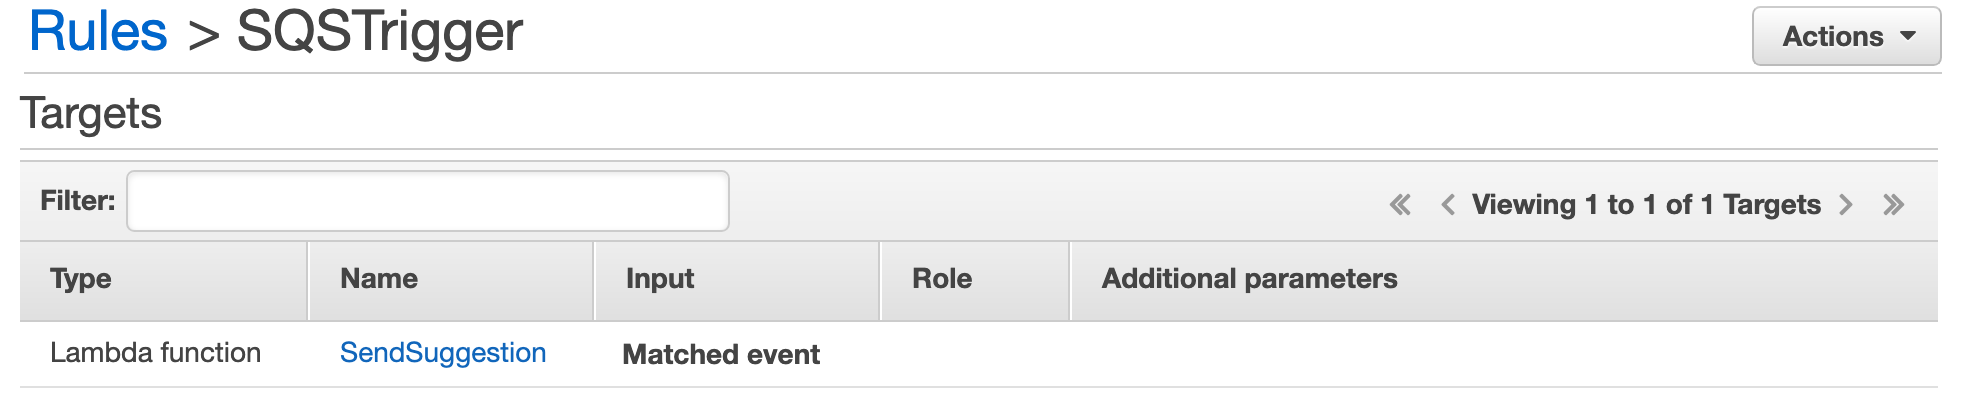 Rules > SQSTrigger
Actions
Targets
Filter:
« < Viewing 1 to 1 of 1 Targets > »
Type Name Input Role Additional parameters
Lambda function SendSuggestion Matched event